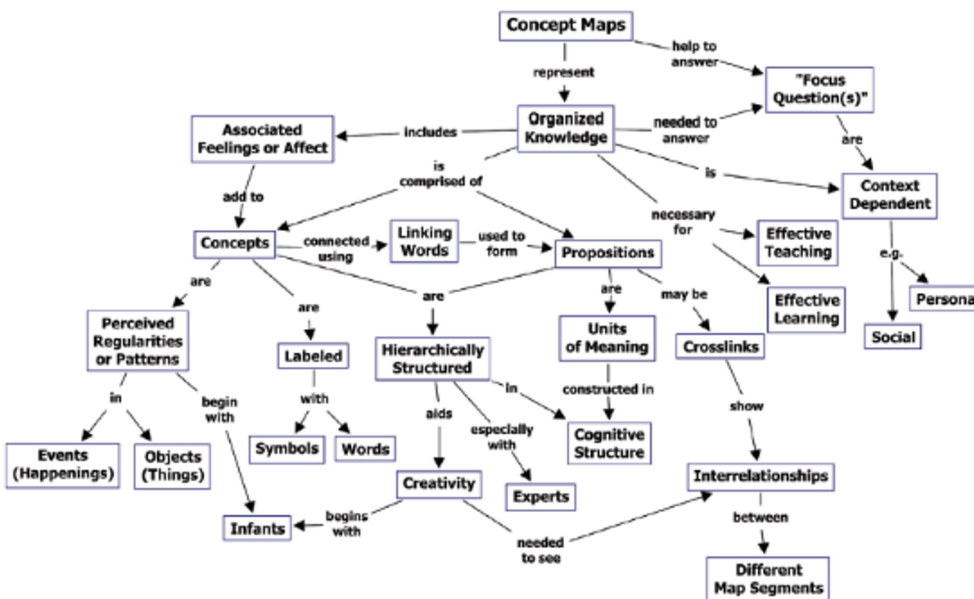 Concept Maps
help to
answer
represent
"Focus
Question(s)"
Associated
Feelings or Affect
includes
Organized
Knowledge
needed to
answer
are
is
comprised of
is
Context
Dependent
add to
necessary
for
Concepts
connected
using
Linking
Words
used to
form
Propositions
Effective
Teaching
e.g.
are
are
are
are
may be
Effective
Learning
Persona
Social
Perceived
Regularities
or Patterns
Labeled
Hierarchically
Structured
Units
of Meaning
Crosslinks
in
begin
with
with
aids
in
especially
with
constructed in
show
Events
(Happenings)
Objects
(Things)
Symbols
Words
Cognitive
Structure
Creativity
Experts
Interrelationships
Infants
begins
with
needed
to see
between
Different
Map Segments